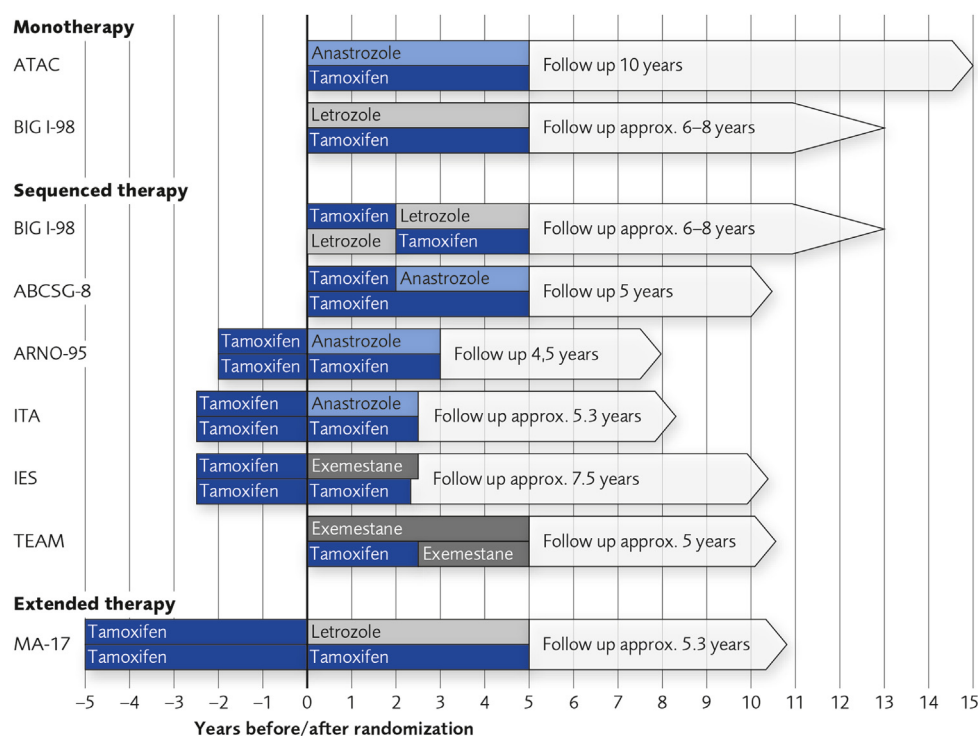 Monotherapy
ATAC
Anastrozole
Tamoxifen
Follow up 10 years
BIG I-98
Letrozole
Tamoxifen
Follow up approx. 6–8 years
Sequenced therapy
BIG I-98
Tamoxifen Letrozole
Letrozole Tamoxifen
Follow up approx. 6–8 years
ABCSG-8
Tamoxifen Anastrozole
Tamoxifen
Follow up 5 years
ARNO-95
Tamoxifen Anastrozole
Tamoxifen Tamoxifen
Follow up 4,5 years
ITA
Tamoxifen Anastrozole
Tamoxifen Tamoxifen
Follow up approx. 5.3 years
IES
Tamoxifen Exemestane
Tamoxifen Tamoxifen
Follow up approx. 7.5 years
TEAM
Exemestane
Tamoxifen Exemestane
Follow up approx. 5 years
Extended therapy
MA-17
Tamoxifen Letrozole
Tamoxifen Tamoxifen
Follow up approx. 5.3 years
–5 –4 –3 –2 –1 0 1 2 3 4 5 6 7 8 9 10 11 12 13 14 15
Years before/after randomization